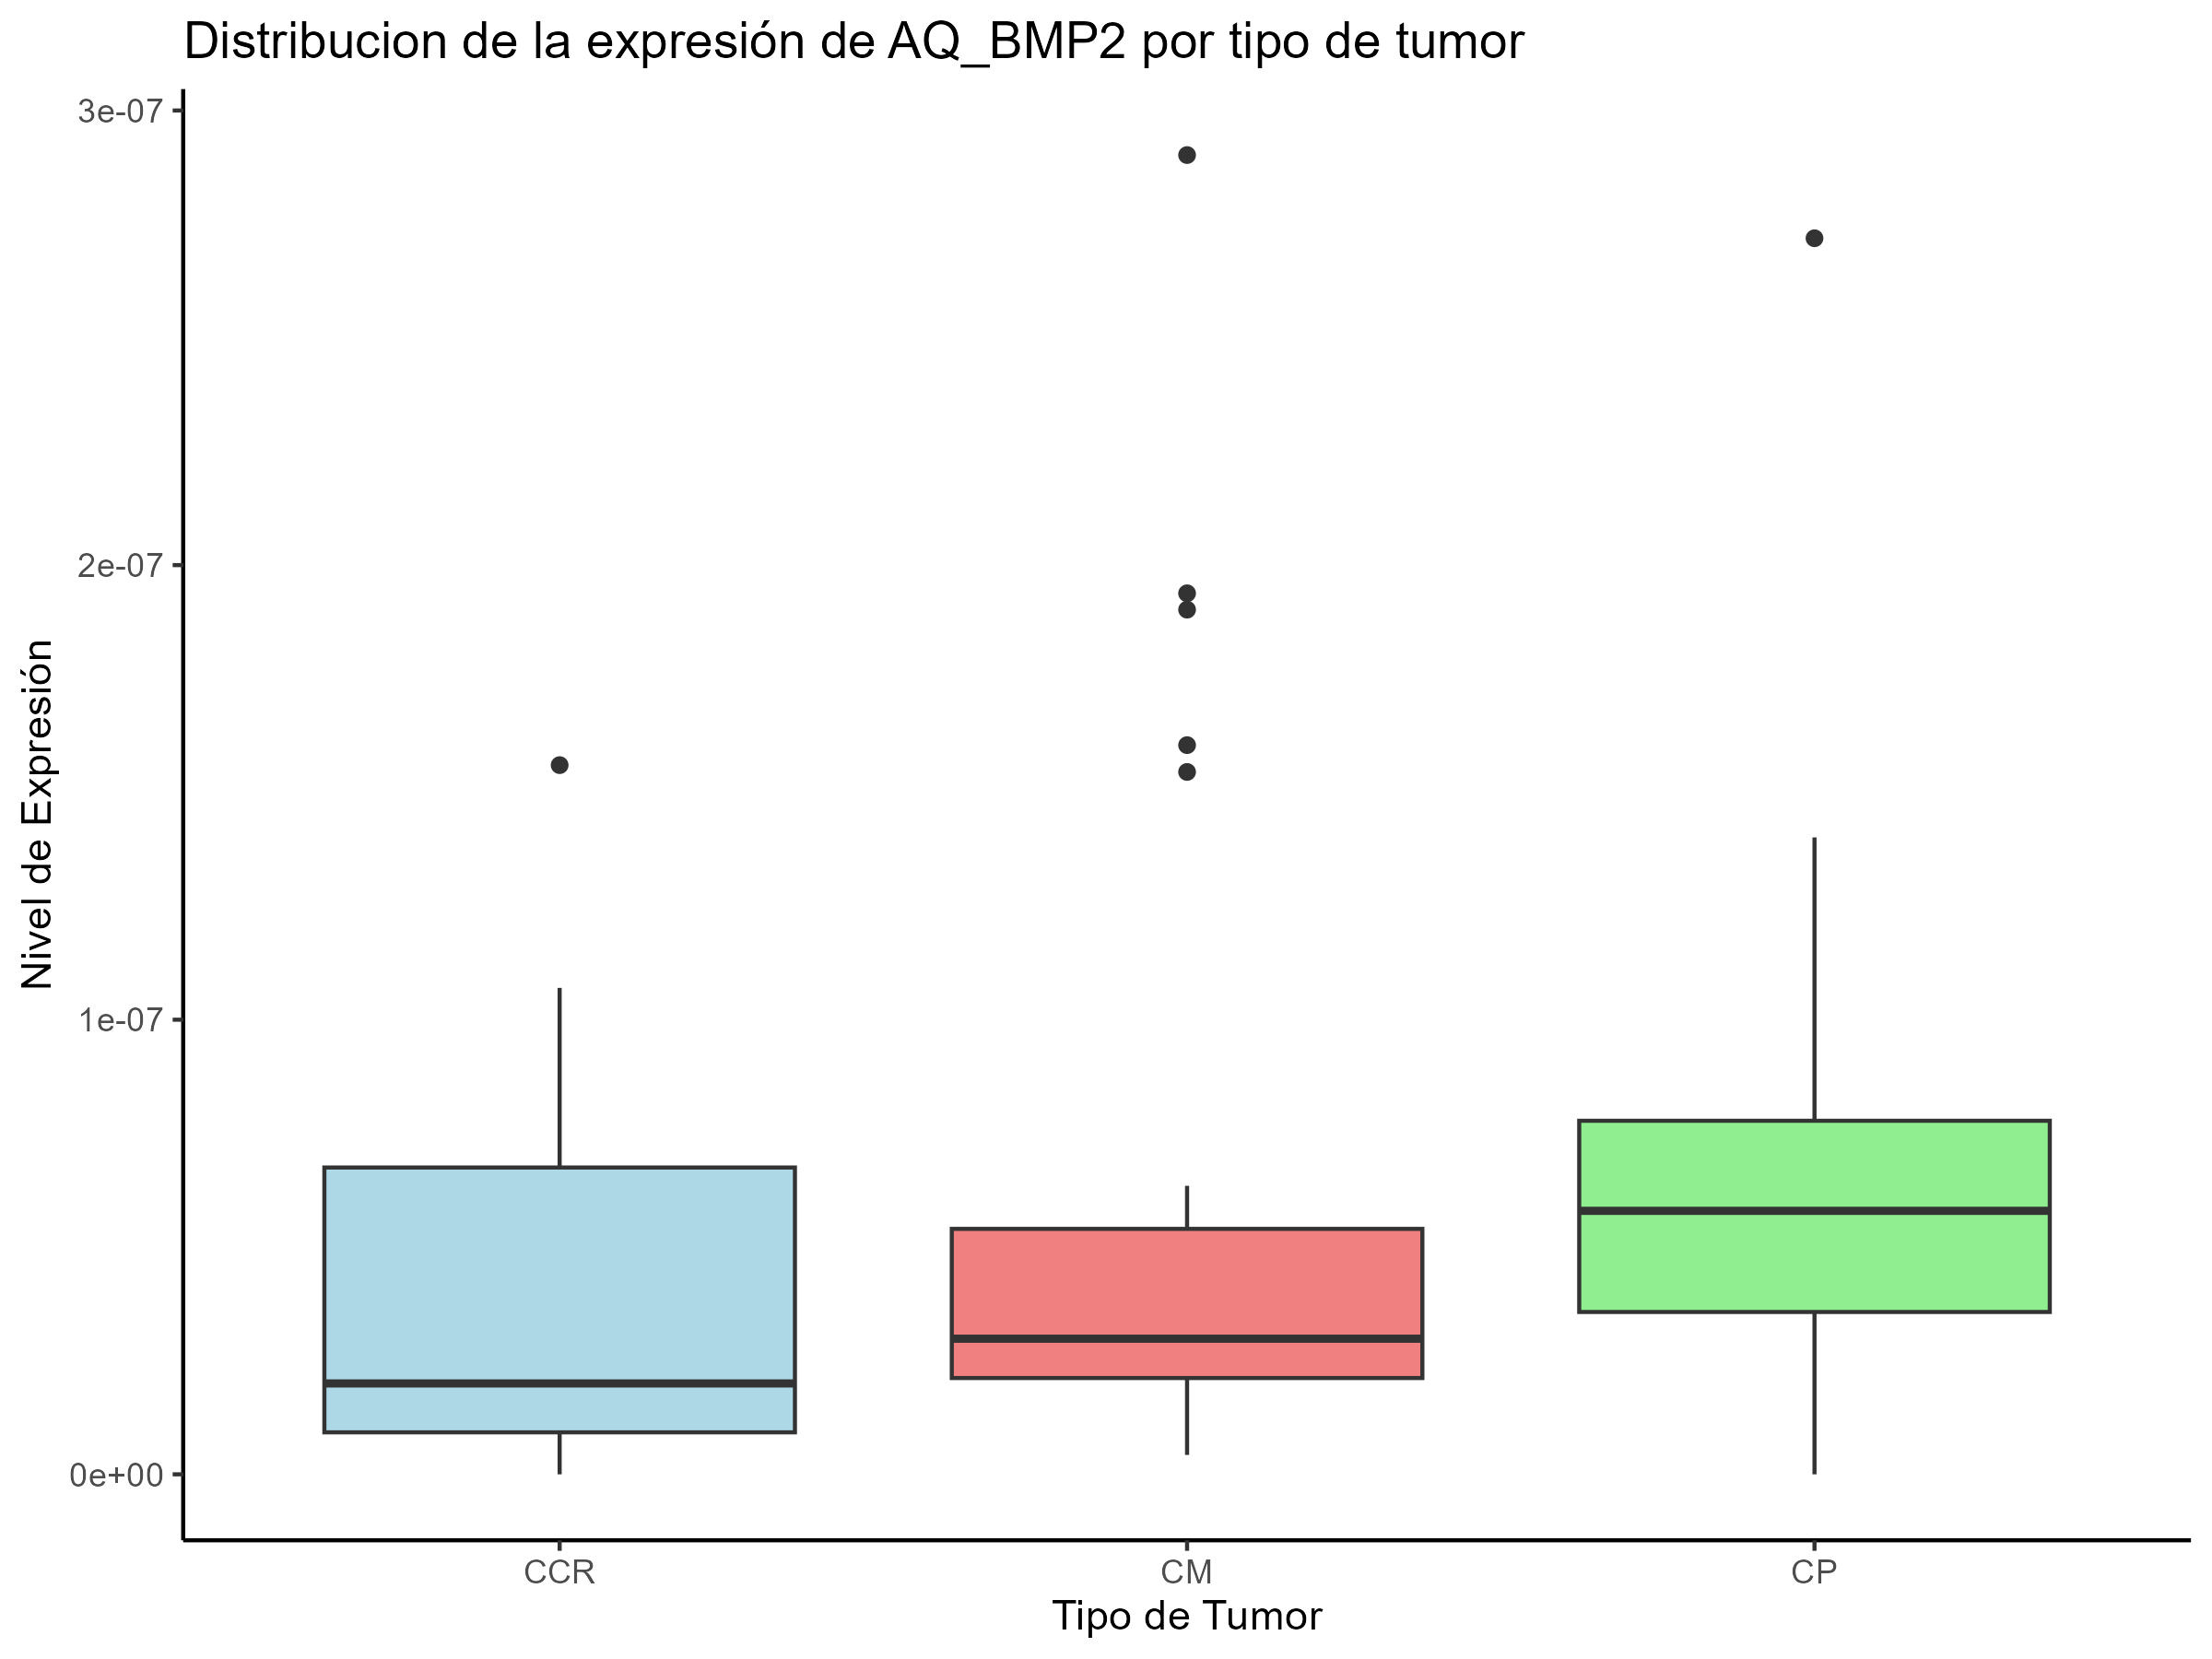 Distribucion de la expresión de AQ_BMP2 por tipo de tumor
3e-07
2e-07
1e-07
0e+00
Nivel de Expresión
CCR
CM
CP
Tipo de Tumor